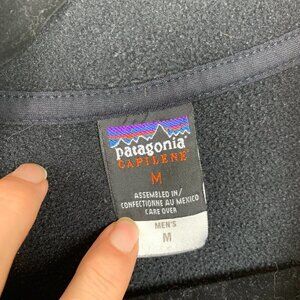 patagonia®
CAPILENE®
M
ASSEMBLED IN/
CONFECTIONNE AU MEXICO
CARE OVER
MEN'S
M